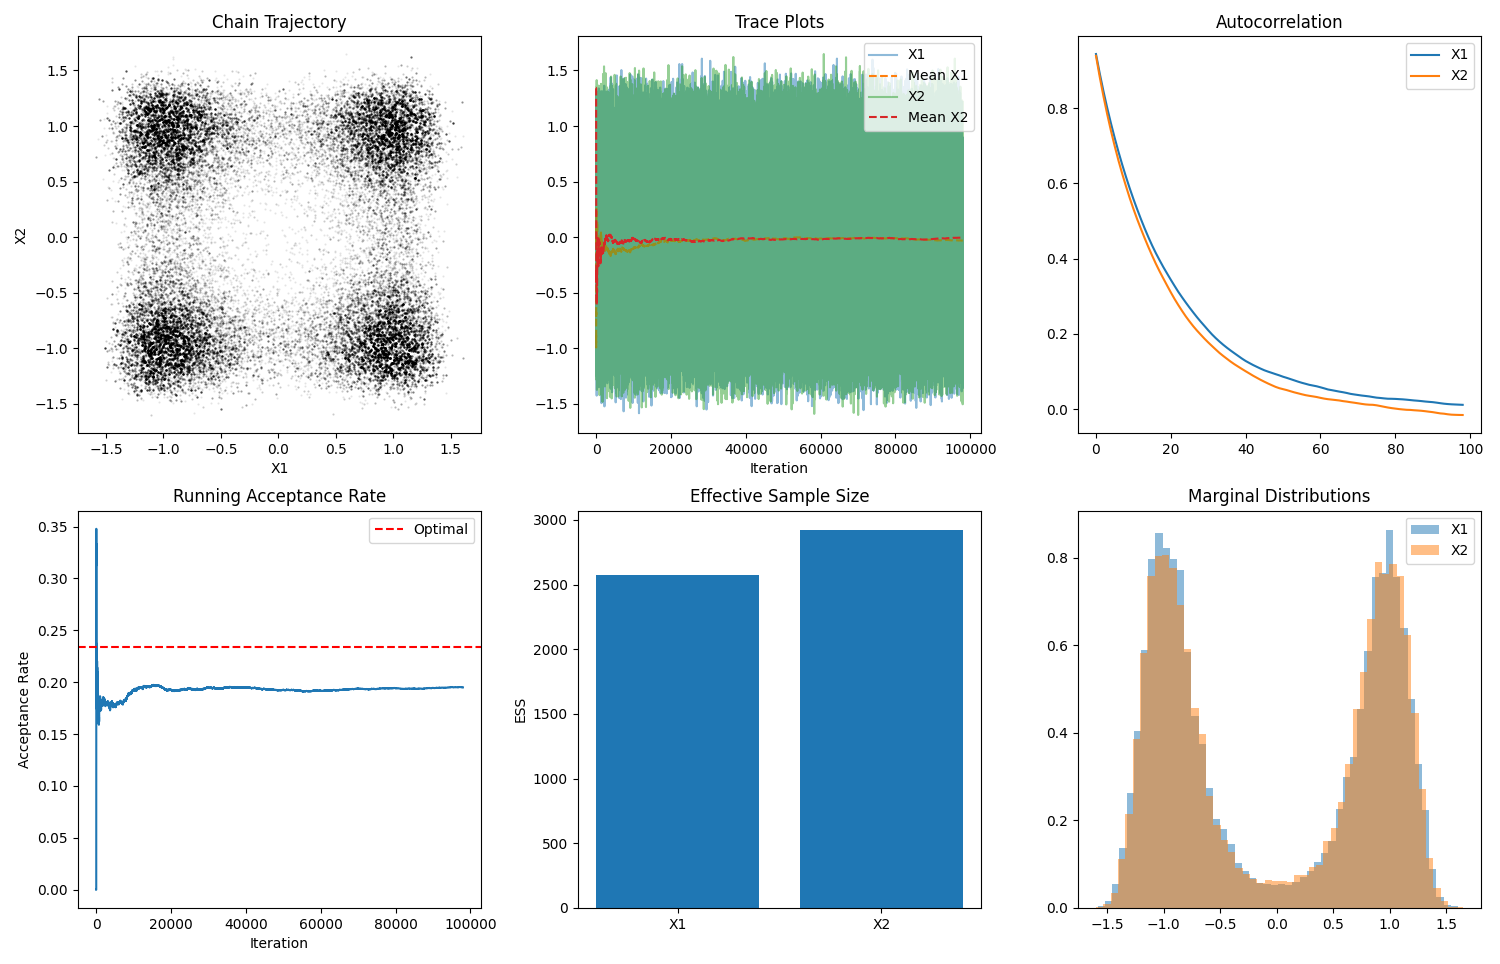 Chain Trajectory
X2
1.5
1.0
0.5
0.0
−0.5
−1.0
−1.5
−1.5 −1.0 −0.5 0.0 0.5 1.0 1.5
X1
Trace Plots
X1
Mean X1
X2
Mean X2
1.5
1.0
0.5
0.0
−0.5
−1.0
−1.5
0 20000 40000 60000 80000 100000
Iteration
Autocorrelation
X1
X2
0.8
0.6
0.4
0.2
0.0
0 20 40 60 80 100
Running Acceptance Rate
Optimal
Acceptance Rate
0.35
0.30
0.25
0.20
0.15
0.10
0.05
0.00
0 20000 40000 60000 80000 100000
Iteration
Effective Sample Size
ESS
3000
2500
2000
1500
1000
500
0
X1 X2
Marginal Distributions
X1
X2
0.8
0.6
0.4
0.2
0.0
−1.5 −1.0 −0.5 0.0 0.5 1.0 1.5